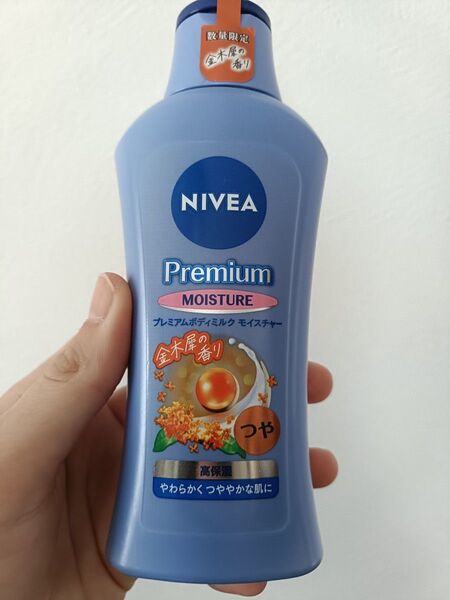 数量限定
金木犀の
香り
NIVEA
Premium
MOISTURE
プレミアムボディミルク モイスチャー
金木犀の
香り
つや
高保湿
やわらかく つややかな肌に